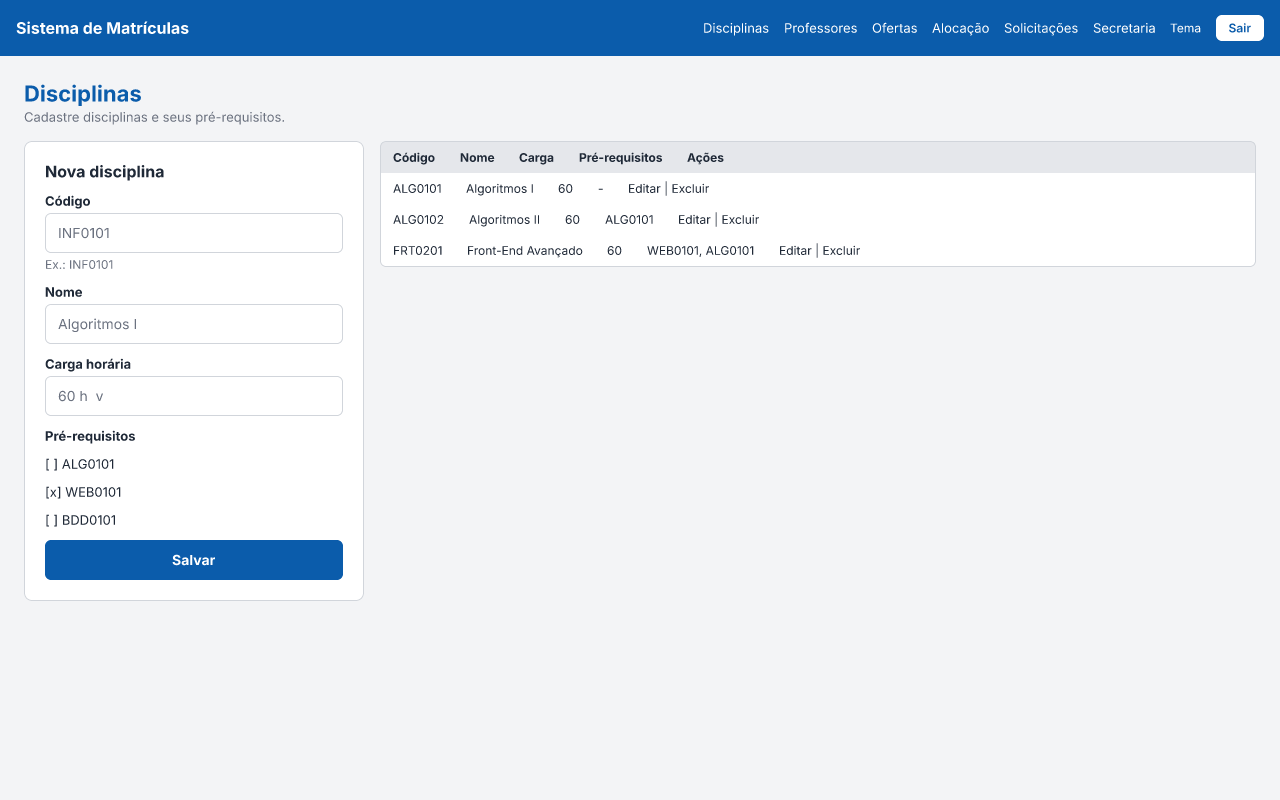 Sistema de Matrículas
Disciplinas Professores Ofertas Alocação Solicitações Secretaria Tema Sair
Disciplinas
Cadastre disciplinas e seus pré-requisitos.
Nova disciplina
Código
INF0101
Ex.: INF0101
Nome
Algoritmos I
Carga horária
60 h v
Pré-requisitos
[ ] ALG0101
[x] WEB0101
[ ] BDD0101
Salvar
Código Nome Carga Pré-requisitos Ações
ALG0101 Algoritmos I 60 - Editar | Excluir
ALG0102 Algoritmos II 60 ALG0101 Editar | Excluir
FRT0201 Front-End Avançado 60 WEB0101, ALG0101 Editar | Excluir